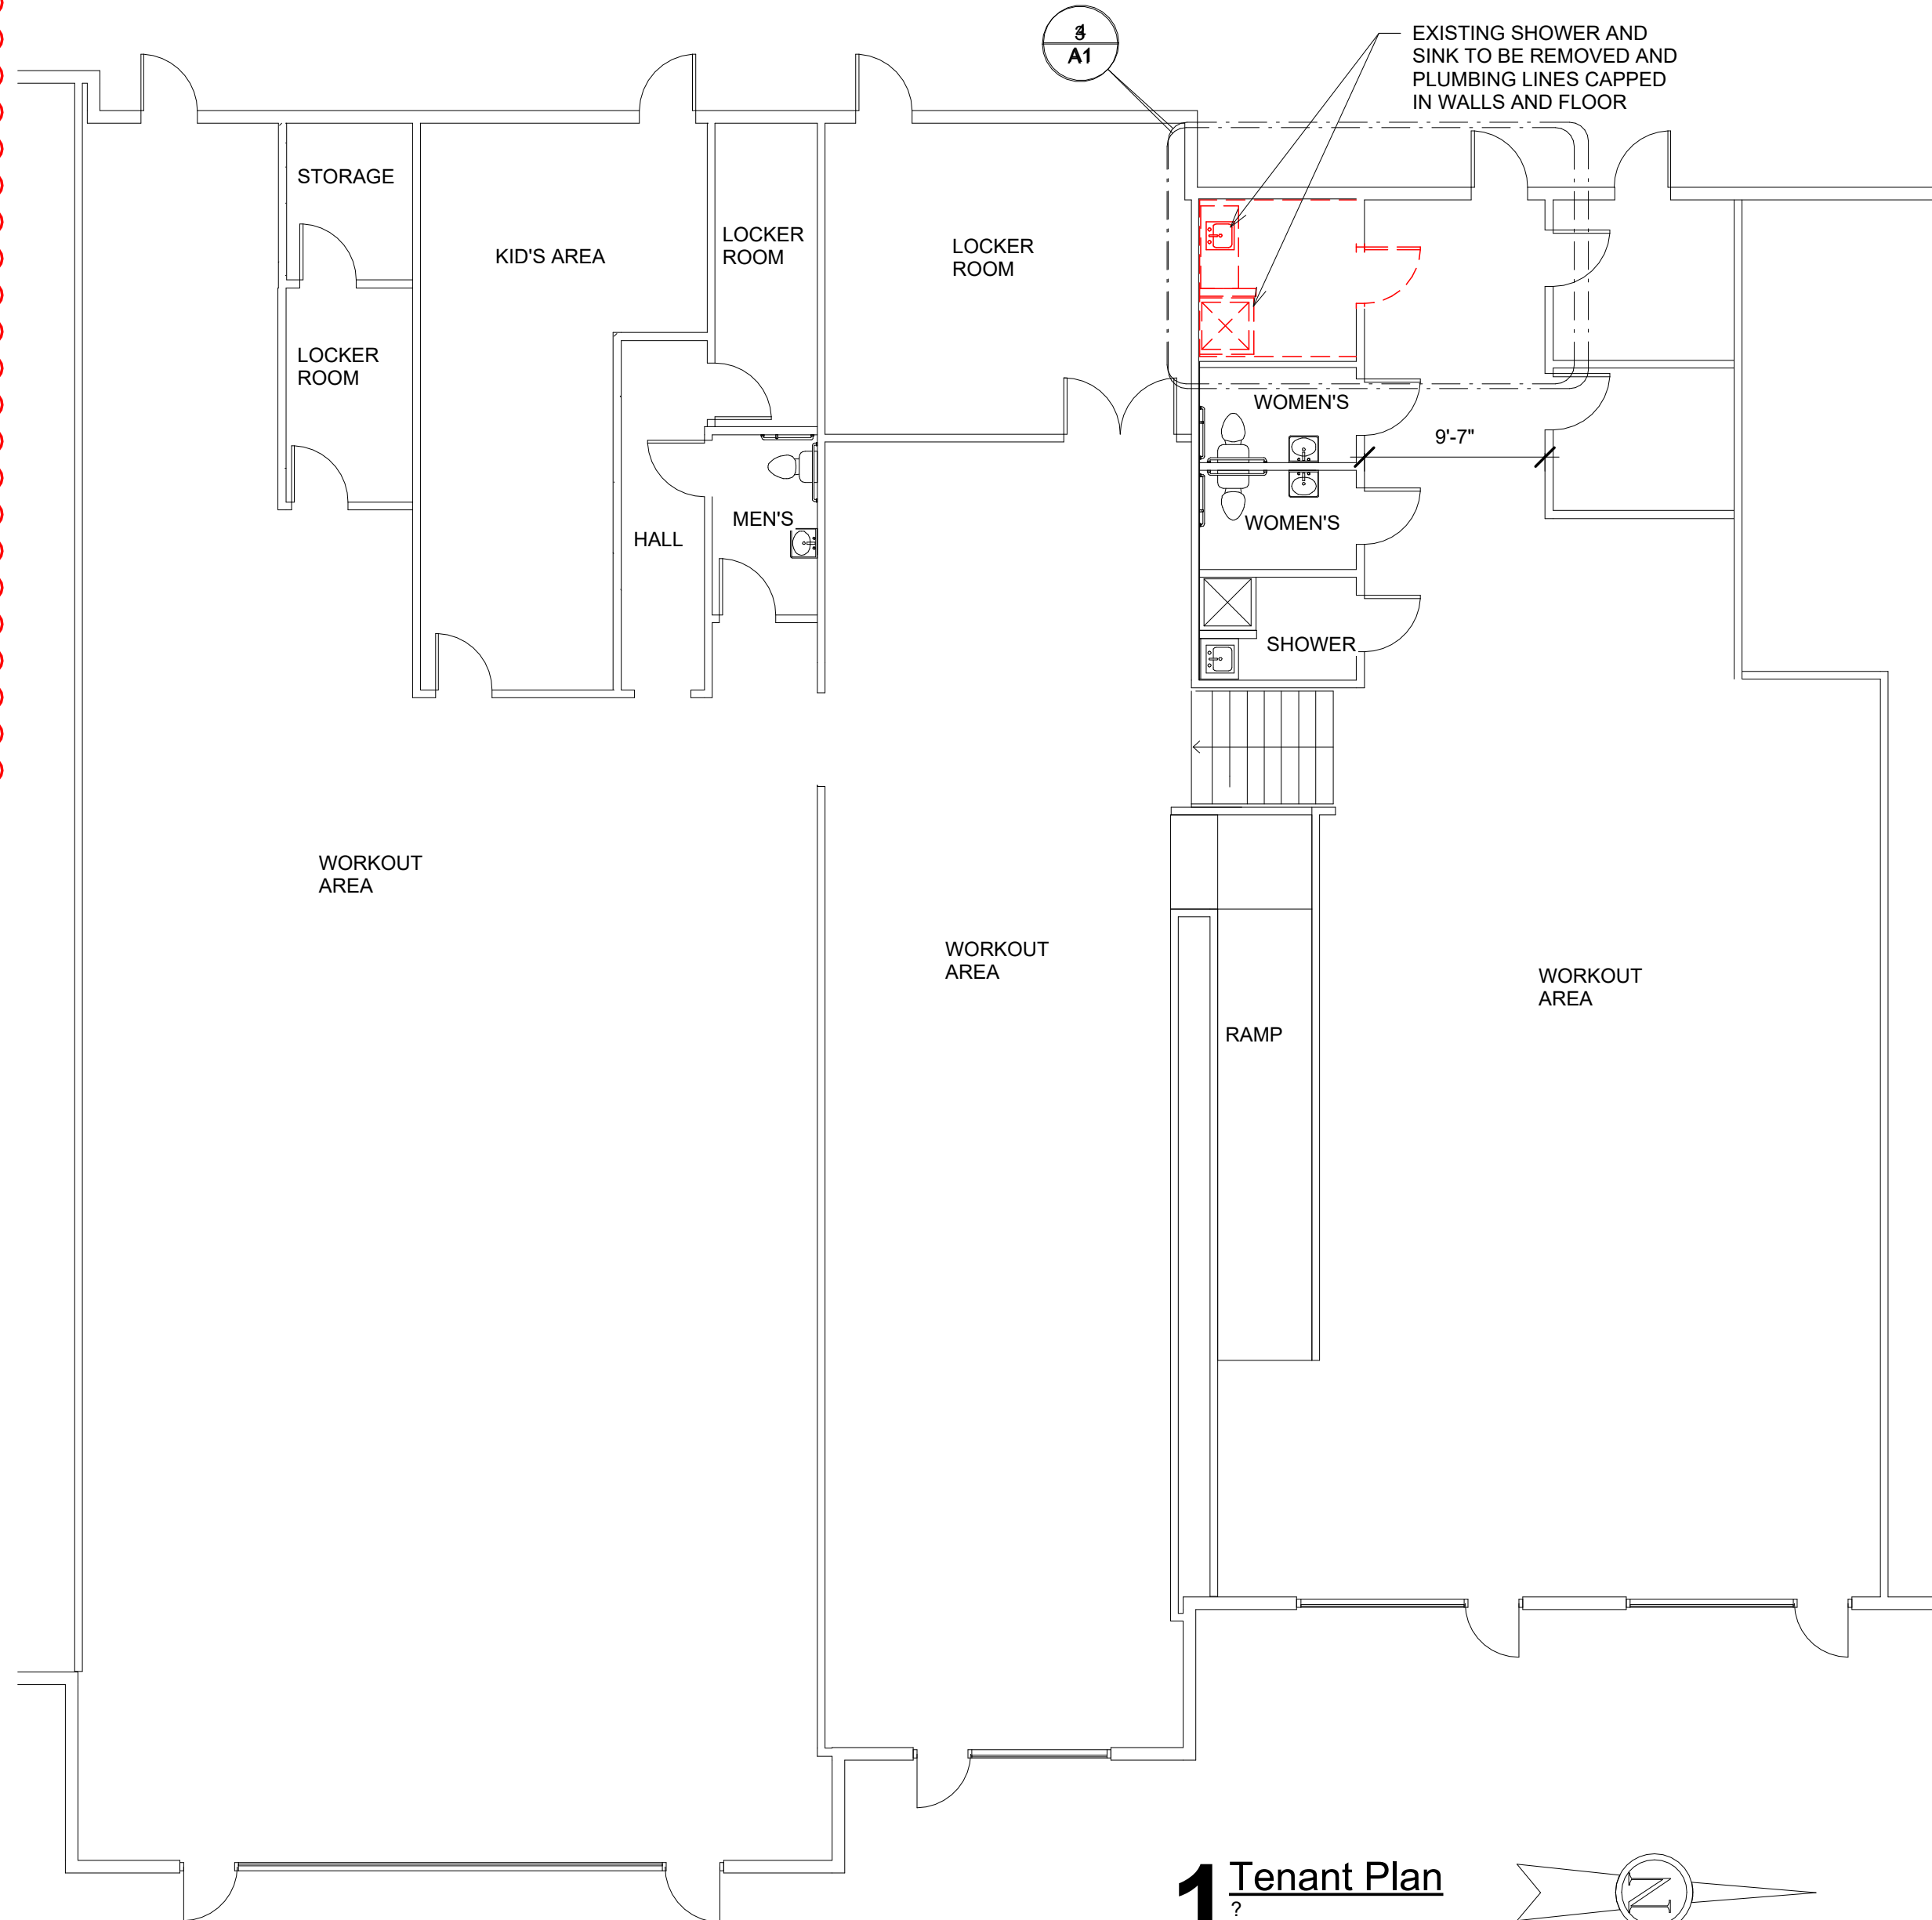 A1
EXISTING SHOWER AND
SINK TO BE REMOVED AND
PLUMBING LINES CAPPED
IN WALLS AND FLOOR
STORAGE
KID'S AREA
LOCKER
ROOM
LOCKER
ROOM
LOCKER
ROOM
WOMEN'S
9'-7"
MEN'S
WOMEN'S
HALL
SHOWER
WORKOUT
AREA
WORKOUT
AREA
WORKOUT
AREA
RAMP
1 Tenant Plan
?
N